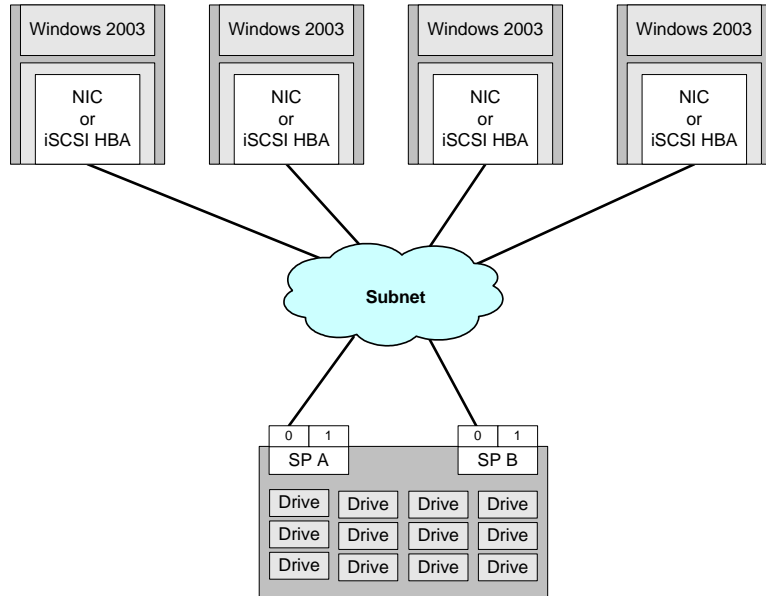 Windows 2003 Windows 2003 Windows 2003 Windows 2003
NIC NIC NIC NIC
or or or or
iSCSI HBA iSCSI HBA iSCSI HBA iSCSI HBA
Subnet
0 1 0 1
SP A SP B
Drive Drive Drive Drive
Drive Drive Drive Drive
Drive Drive Drive Drive